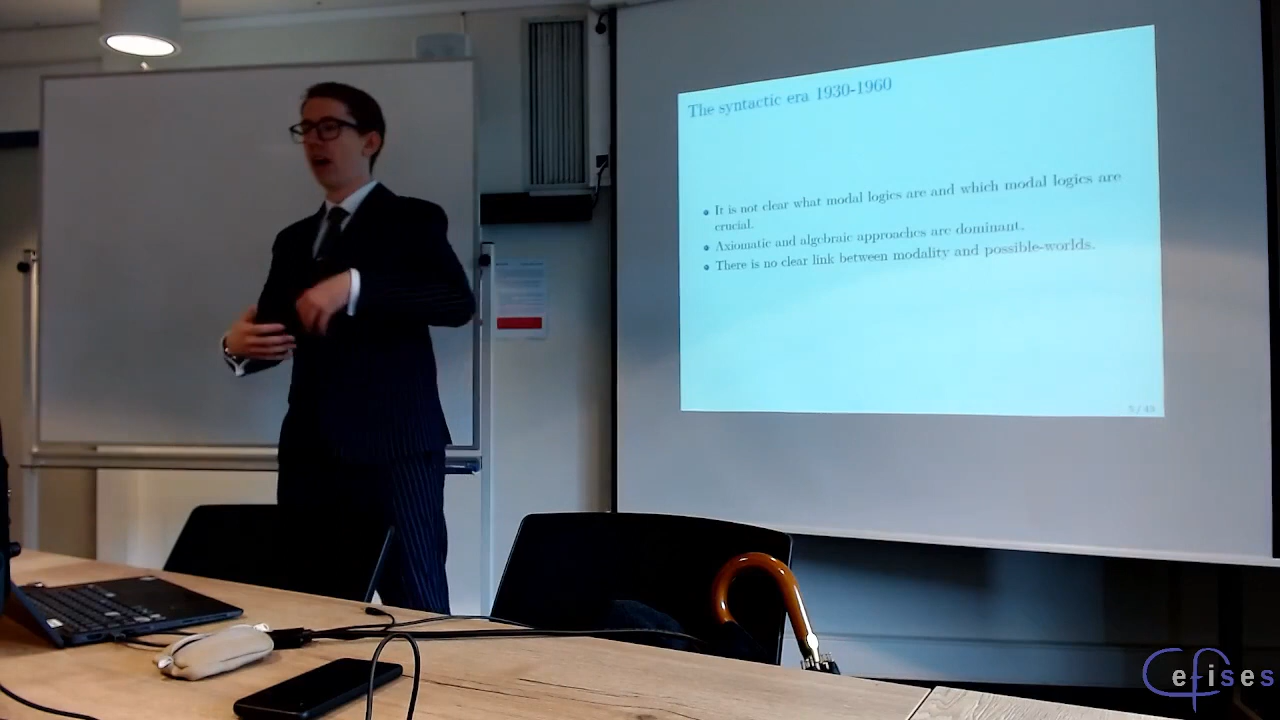 The syntactic era 1930-1960
It is not clear what modal logics are and which modal logics are
crucial.
Axiomatic and algebraic approaches are dominant.
There is no clear link between modality and possible-worlds.
Cefises